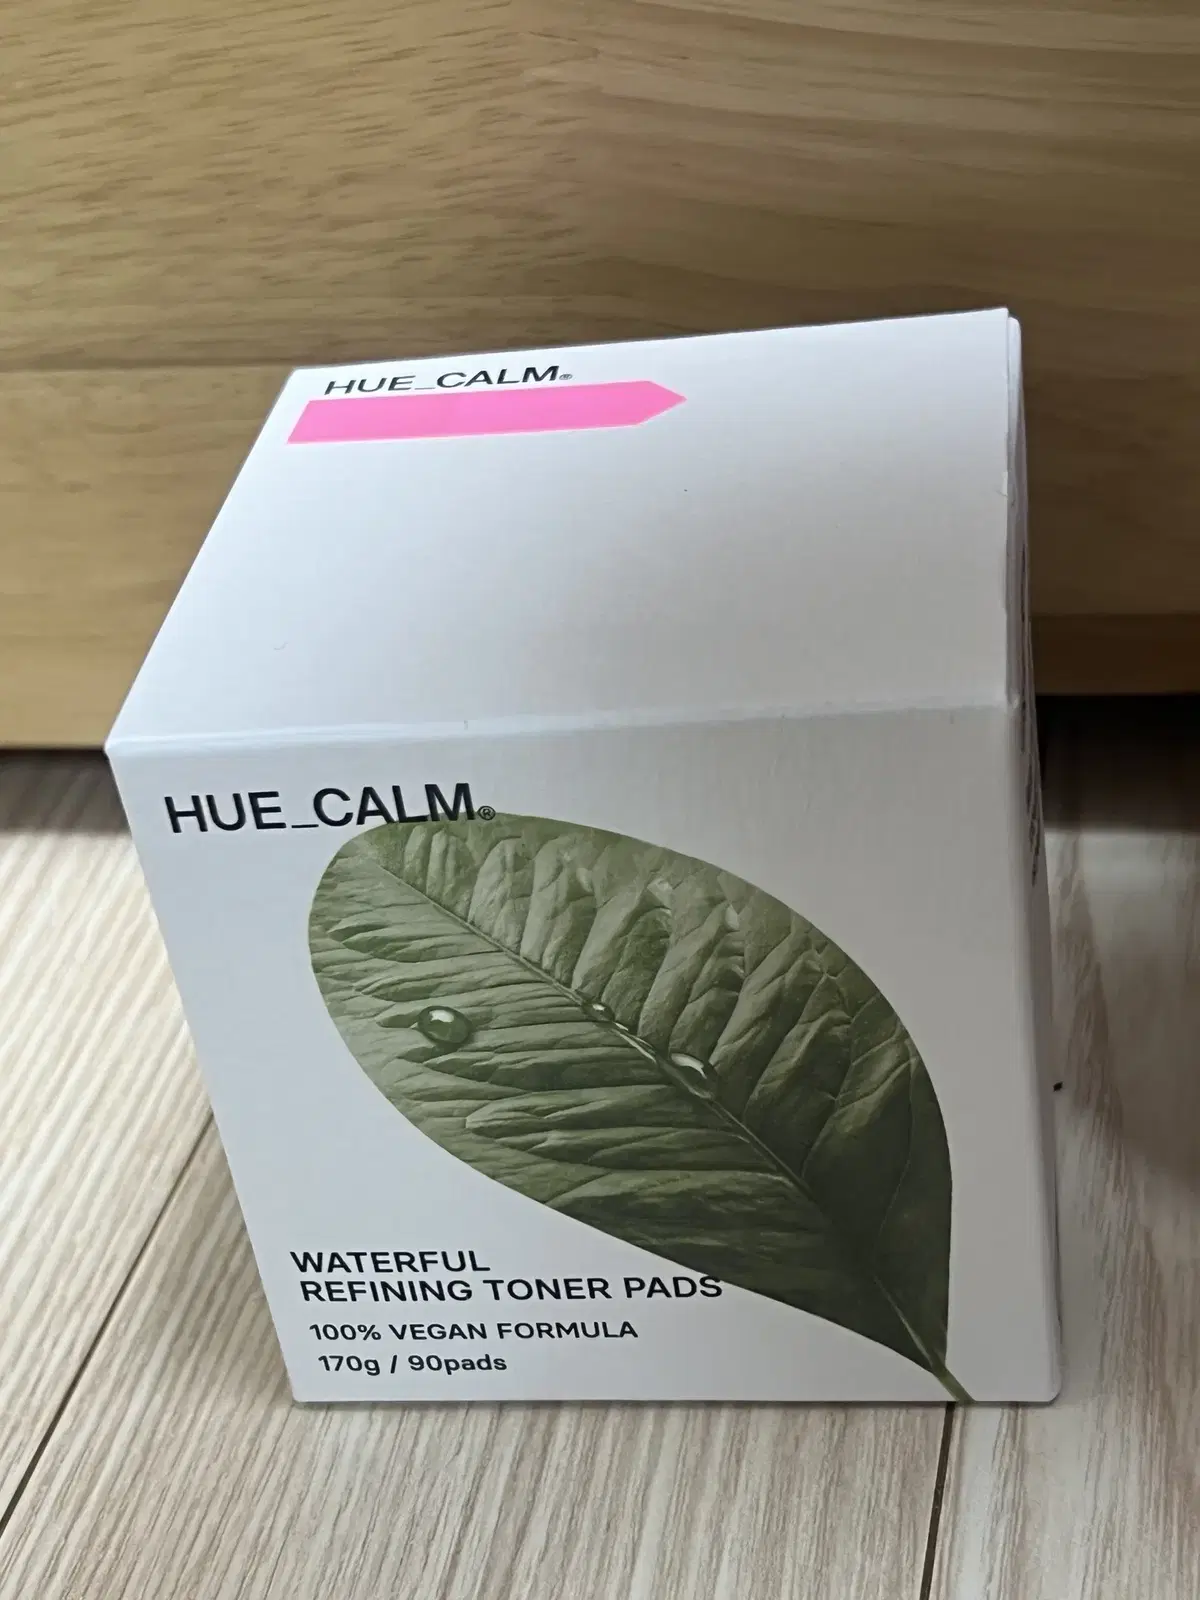 HUE_CALM®
HUE_CALM®
WATERFUL
REFINING TONER PADS
100% VEGAN FORMULA
170g / 90pads